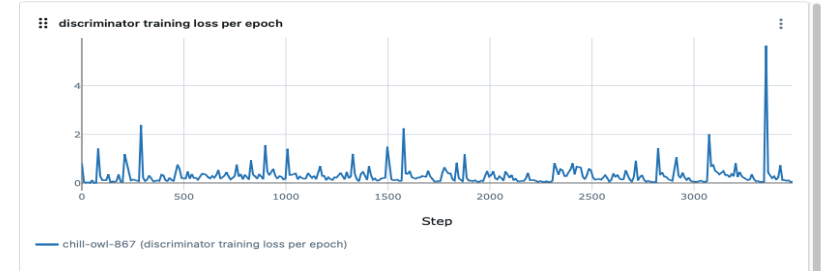 discriminator training loss per epoch
4
2
0
0 500 1000 1500 2000 2500 3000
Step
chill-owl-867 (discriminator training loss per epoch)